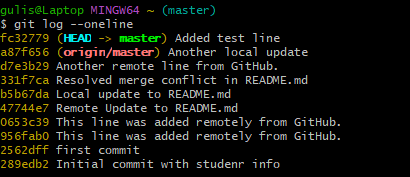 gulis@Laptop MINGW64 ~ (master)
$ git log --oneline
fc32779 (HEAD -> master) Added test line
a87f656 (origin/master) Another local update
d7e3b29 Another remote line from GitHub.
331f7ca Resolved merge conflict in README.md
b5b67da Local update to README.md
47744e7 Remote Update to README.md
0653c39 This line was added remotely from GitHub.
956fab0 This line was added remotely from GitHub.
2562dff first commit
289edb2 Initial commit with studenr info